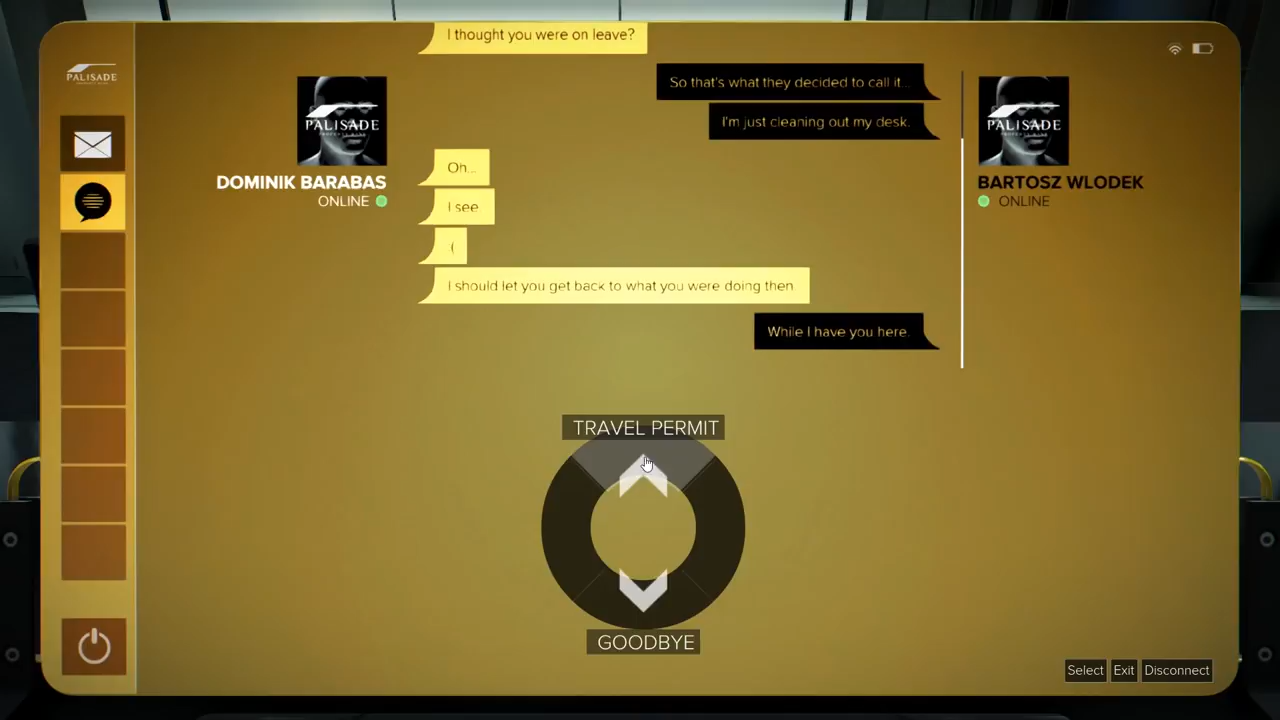 I thought you were on leave?
PALISADE
So that's what they decided to call it...
PALISADE
PALISADE
I'm just cleaning out my desk.
Oh...
DOMINIK BARABAS
ONLINE
BARTOSZ WLODEK
ONLINE
I see
(
I should let you get back to what you were doing then.
While I have you here.
TRAVEL PERMIT
GOODBYE
Select Exit Disconnect